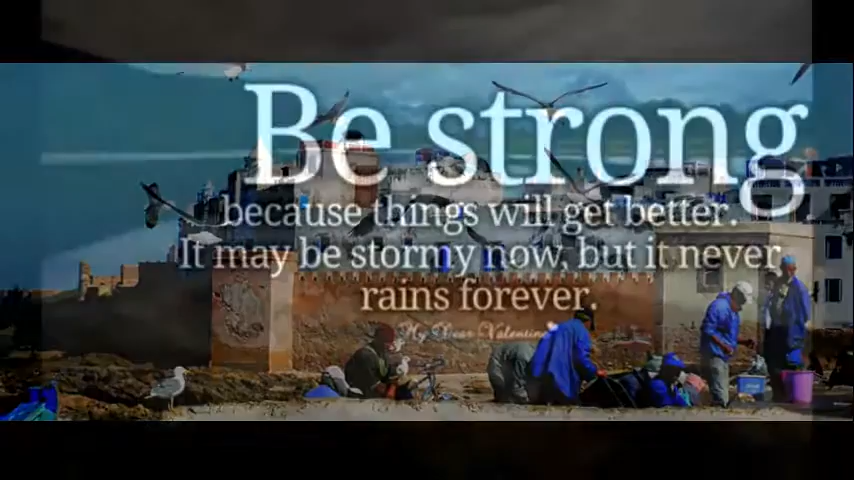 Be strong
because things will get better.
It may be stormy now, but it never
rains forever.
My Dear Valentine